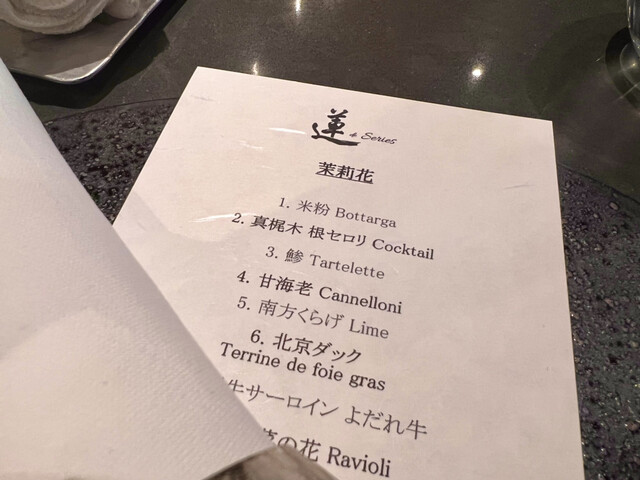 蓮 & Series
茉莉花
1. 米粉 Bottarga
2. 真梶木 根セロリ Cocktail
3. 鯵 Tartelette
4. 甘海老 Cannelloni
5. 南方くらげ Lime
6. 北京ダック
Terrine de foie gras
牛サーロイン よだれ牛
の花 Ravioli